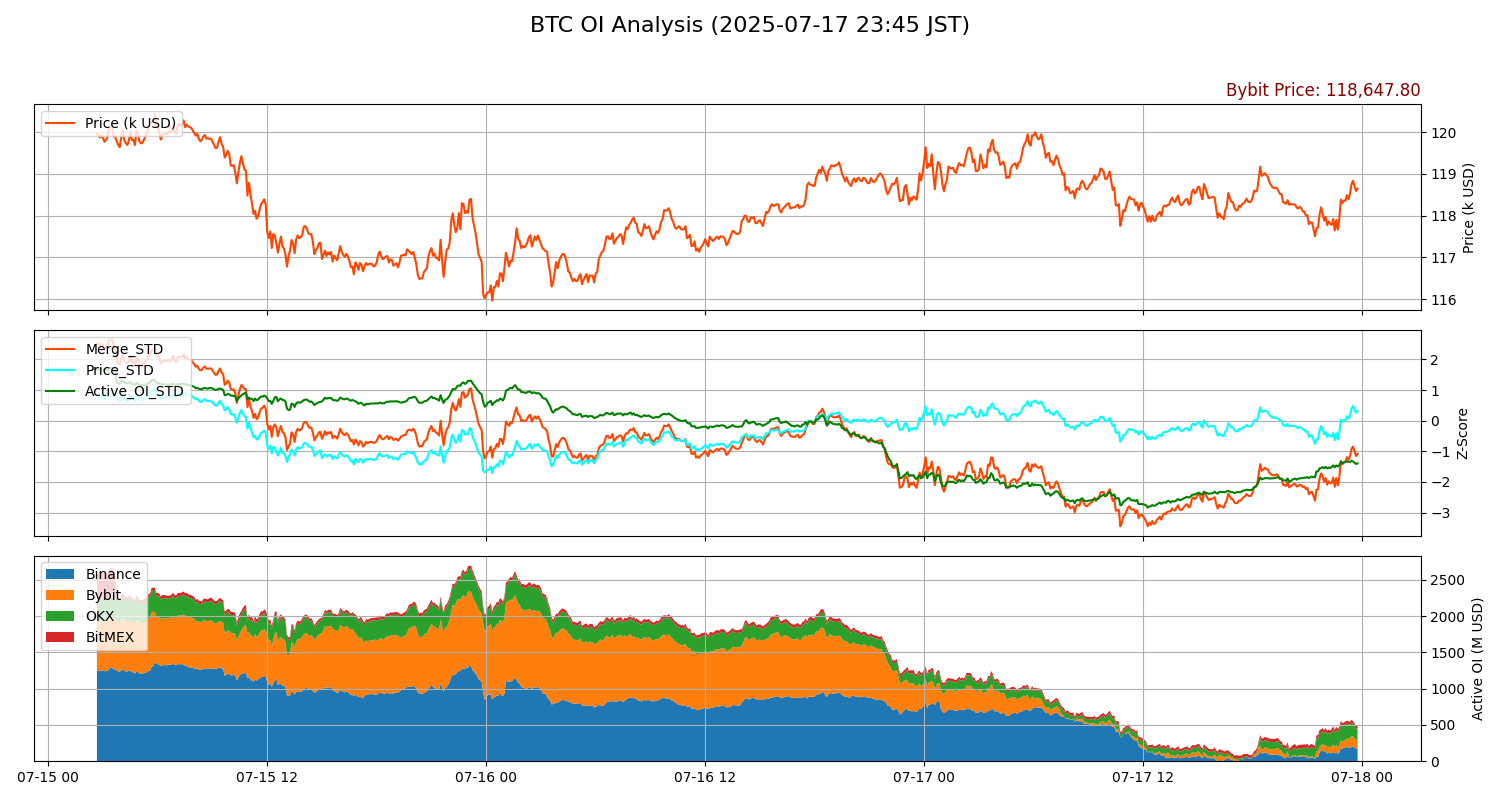 BTC OI Analysis (2025-07-17 23:45 JST)
Bybit Price: 118,647.80
Price (k USD)
120
119
118
117
116
Price (k USD)
Merge_STD
Price_STD
Active_OI_STD
2
1
0
−1
−2
−3
Z-Score
Binance
Bybit
OKX
BitMEX
2500
2000
1500
1000
500
0
Active OI (M USD)
07-15 00
07-15 12
07-16 00
07-16 12
07-17 00
07-17 12
07-18 00